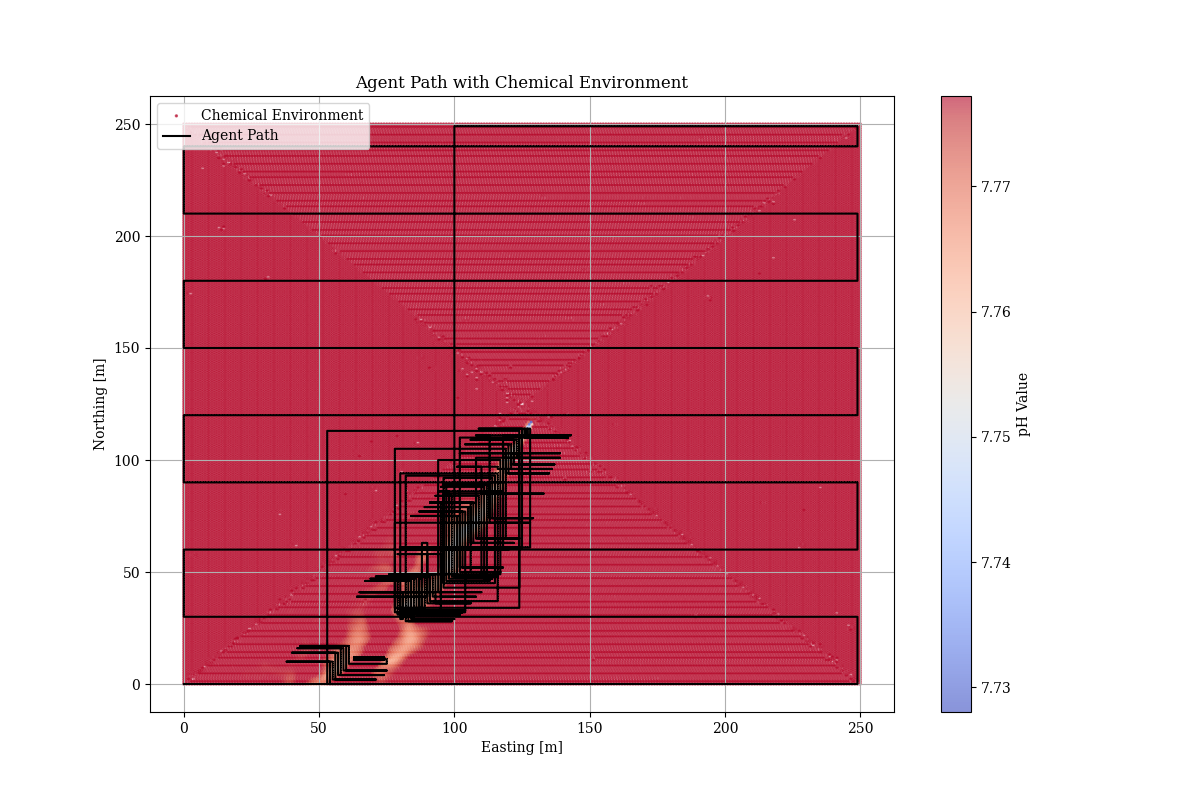 Agent Path with Chemical Environment
Chemical Environment
Agent Path
250
200
150
100
50
0
Northing [m]
0 50 100 150 200 250
Easting [m]
7.77
7.76
7.75
7.74
7.73
pH Value